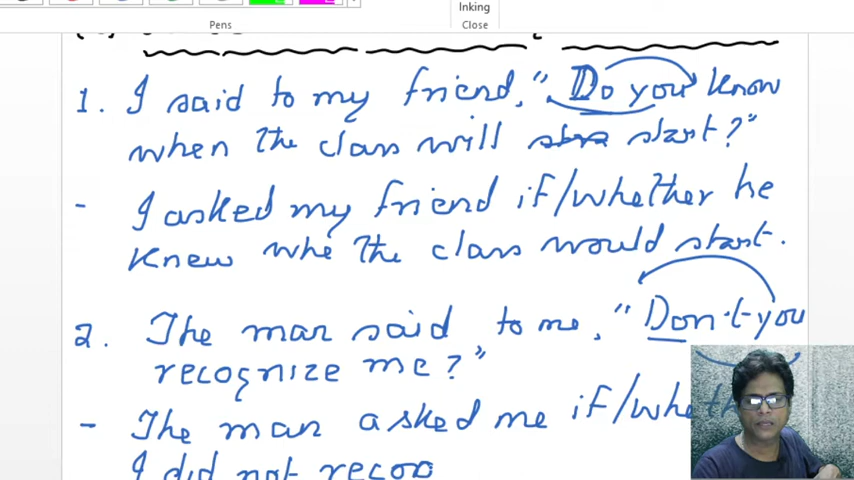 Inking
Pens
Close
1. I said to my friend, "Do you know
when the class will start?"
- I asked my friend if/whether he
knew whe the class would start.
2. The man said to me, "Don't you
recognize me?"
- The man asked me if/wheth
I did not recog